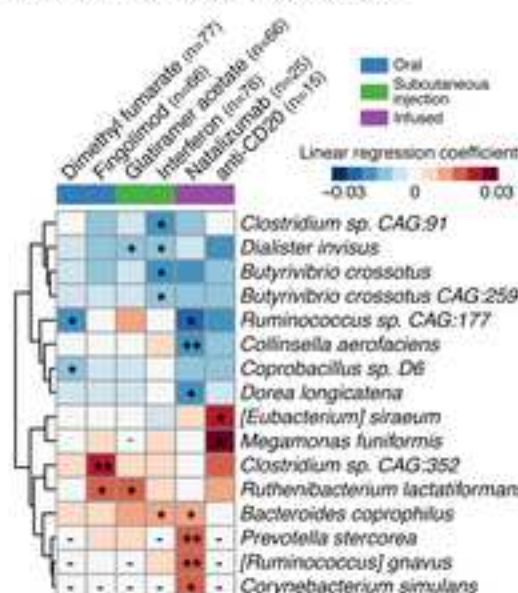 Dimethyl fumarate (n=77)
Fingolimod (n=66)
Glatiramer acetate (n=66)
Interferon (n=76)
Natalizumab (n=25)
anti-CD20 (n=15)
Oral
Subcutaneous
injection
Infused
Linear regression coefficient
-0.03 0 0.03
Clostridium sp. CAG:91
Dialister invisus
Butyrivibrio crossotus
Butyrivibrio crossotus CAG:259
Ruminococcus sp. CAG:177
Collinsella aerofaciens
Coprobacillus sp. D6
Dorea longicatena
[Eubacterium] siraeum
Megamonas funiformis
Clostridium sp. CAG:352
Ruthenibacterium lactatiformans
Bacteroides coprophilus
Prevotella stercorea
[Ruminococcus] gnavus
Corynebacterium simulans